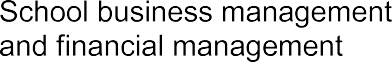 School business management
and financial management